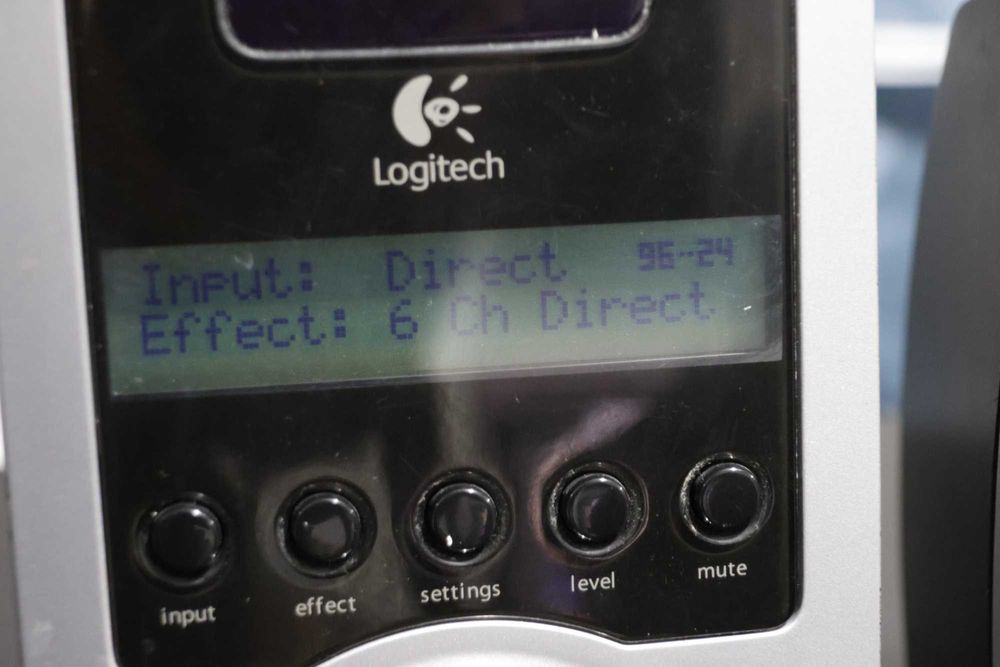 Logitech
Input: Direct 96-24
Effect: 6 Ch Direct
input effect settings level mute